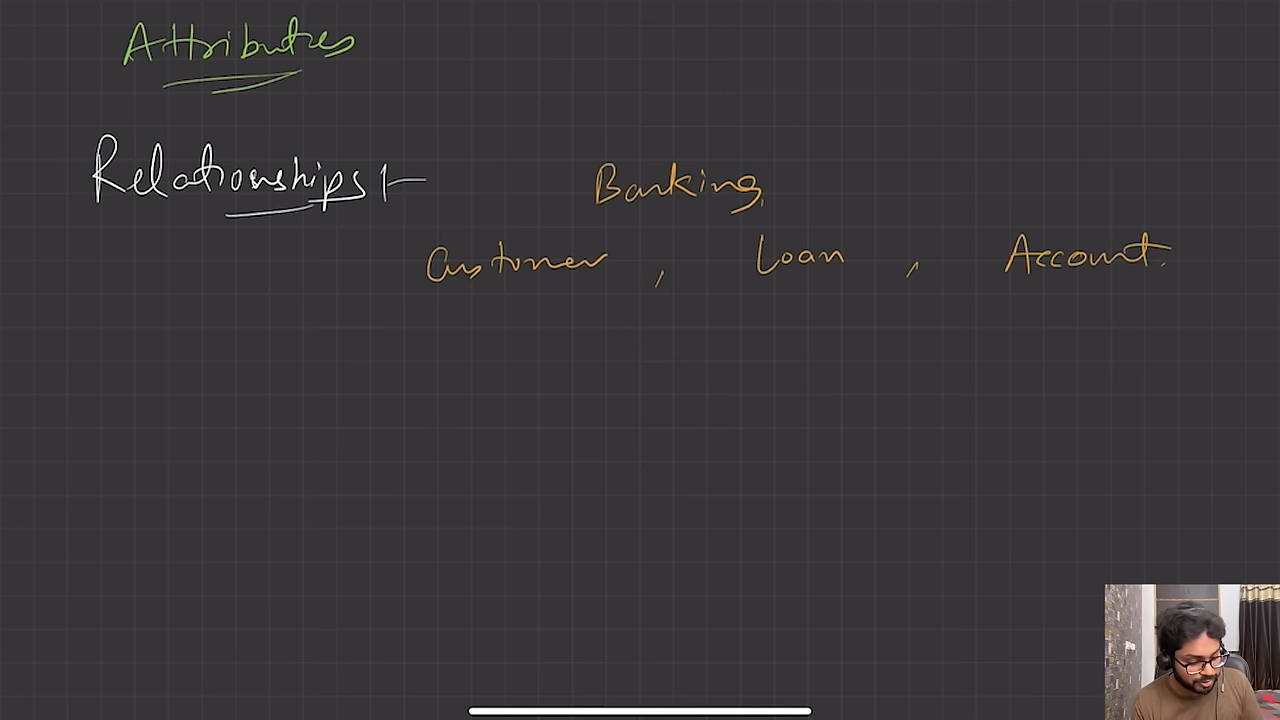 Attributes
Relationships :-
Banking,
Customer , Loan , Account.